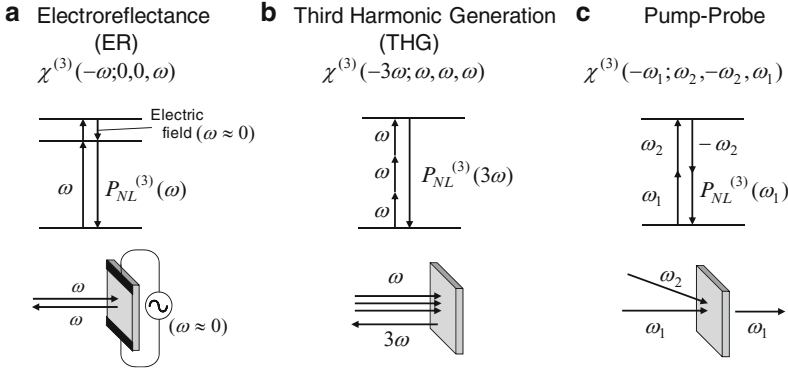 a Electroreflectance
(ER)
χ⁽³⁾(−ω;0,0,ω)
Electric
field (ω ≈ 0)
ω
P_NL⁽³⁾(ω)
ω
ω
(ω ≈ 0)
b Third Harmonic Generation
(THG)
χ⁽³⁾(−3ω;ω,ω,ω)
ω
ω
ω
P_NL⁽³⁾(3ω)
ω
3ω
c Pump-Probe
χ⁽³⁾(−ω₁;ω₂,−ω₂,ω₁)
ω₂
−ω₂
ω₁
P_NL⁽³⁾(ω₁)
ω₂
ω₁
ω₁